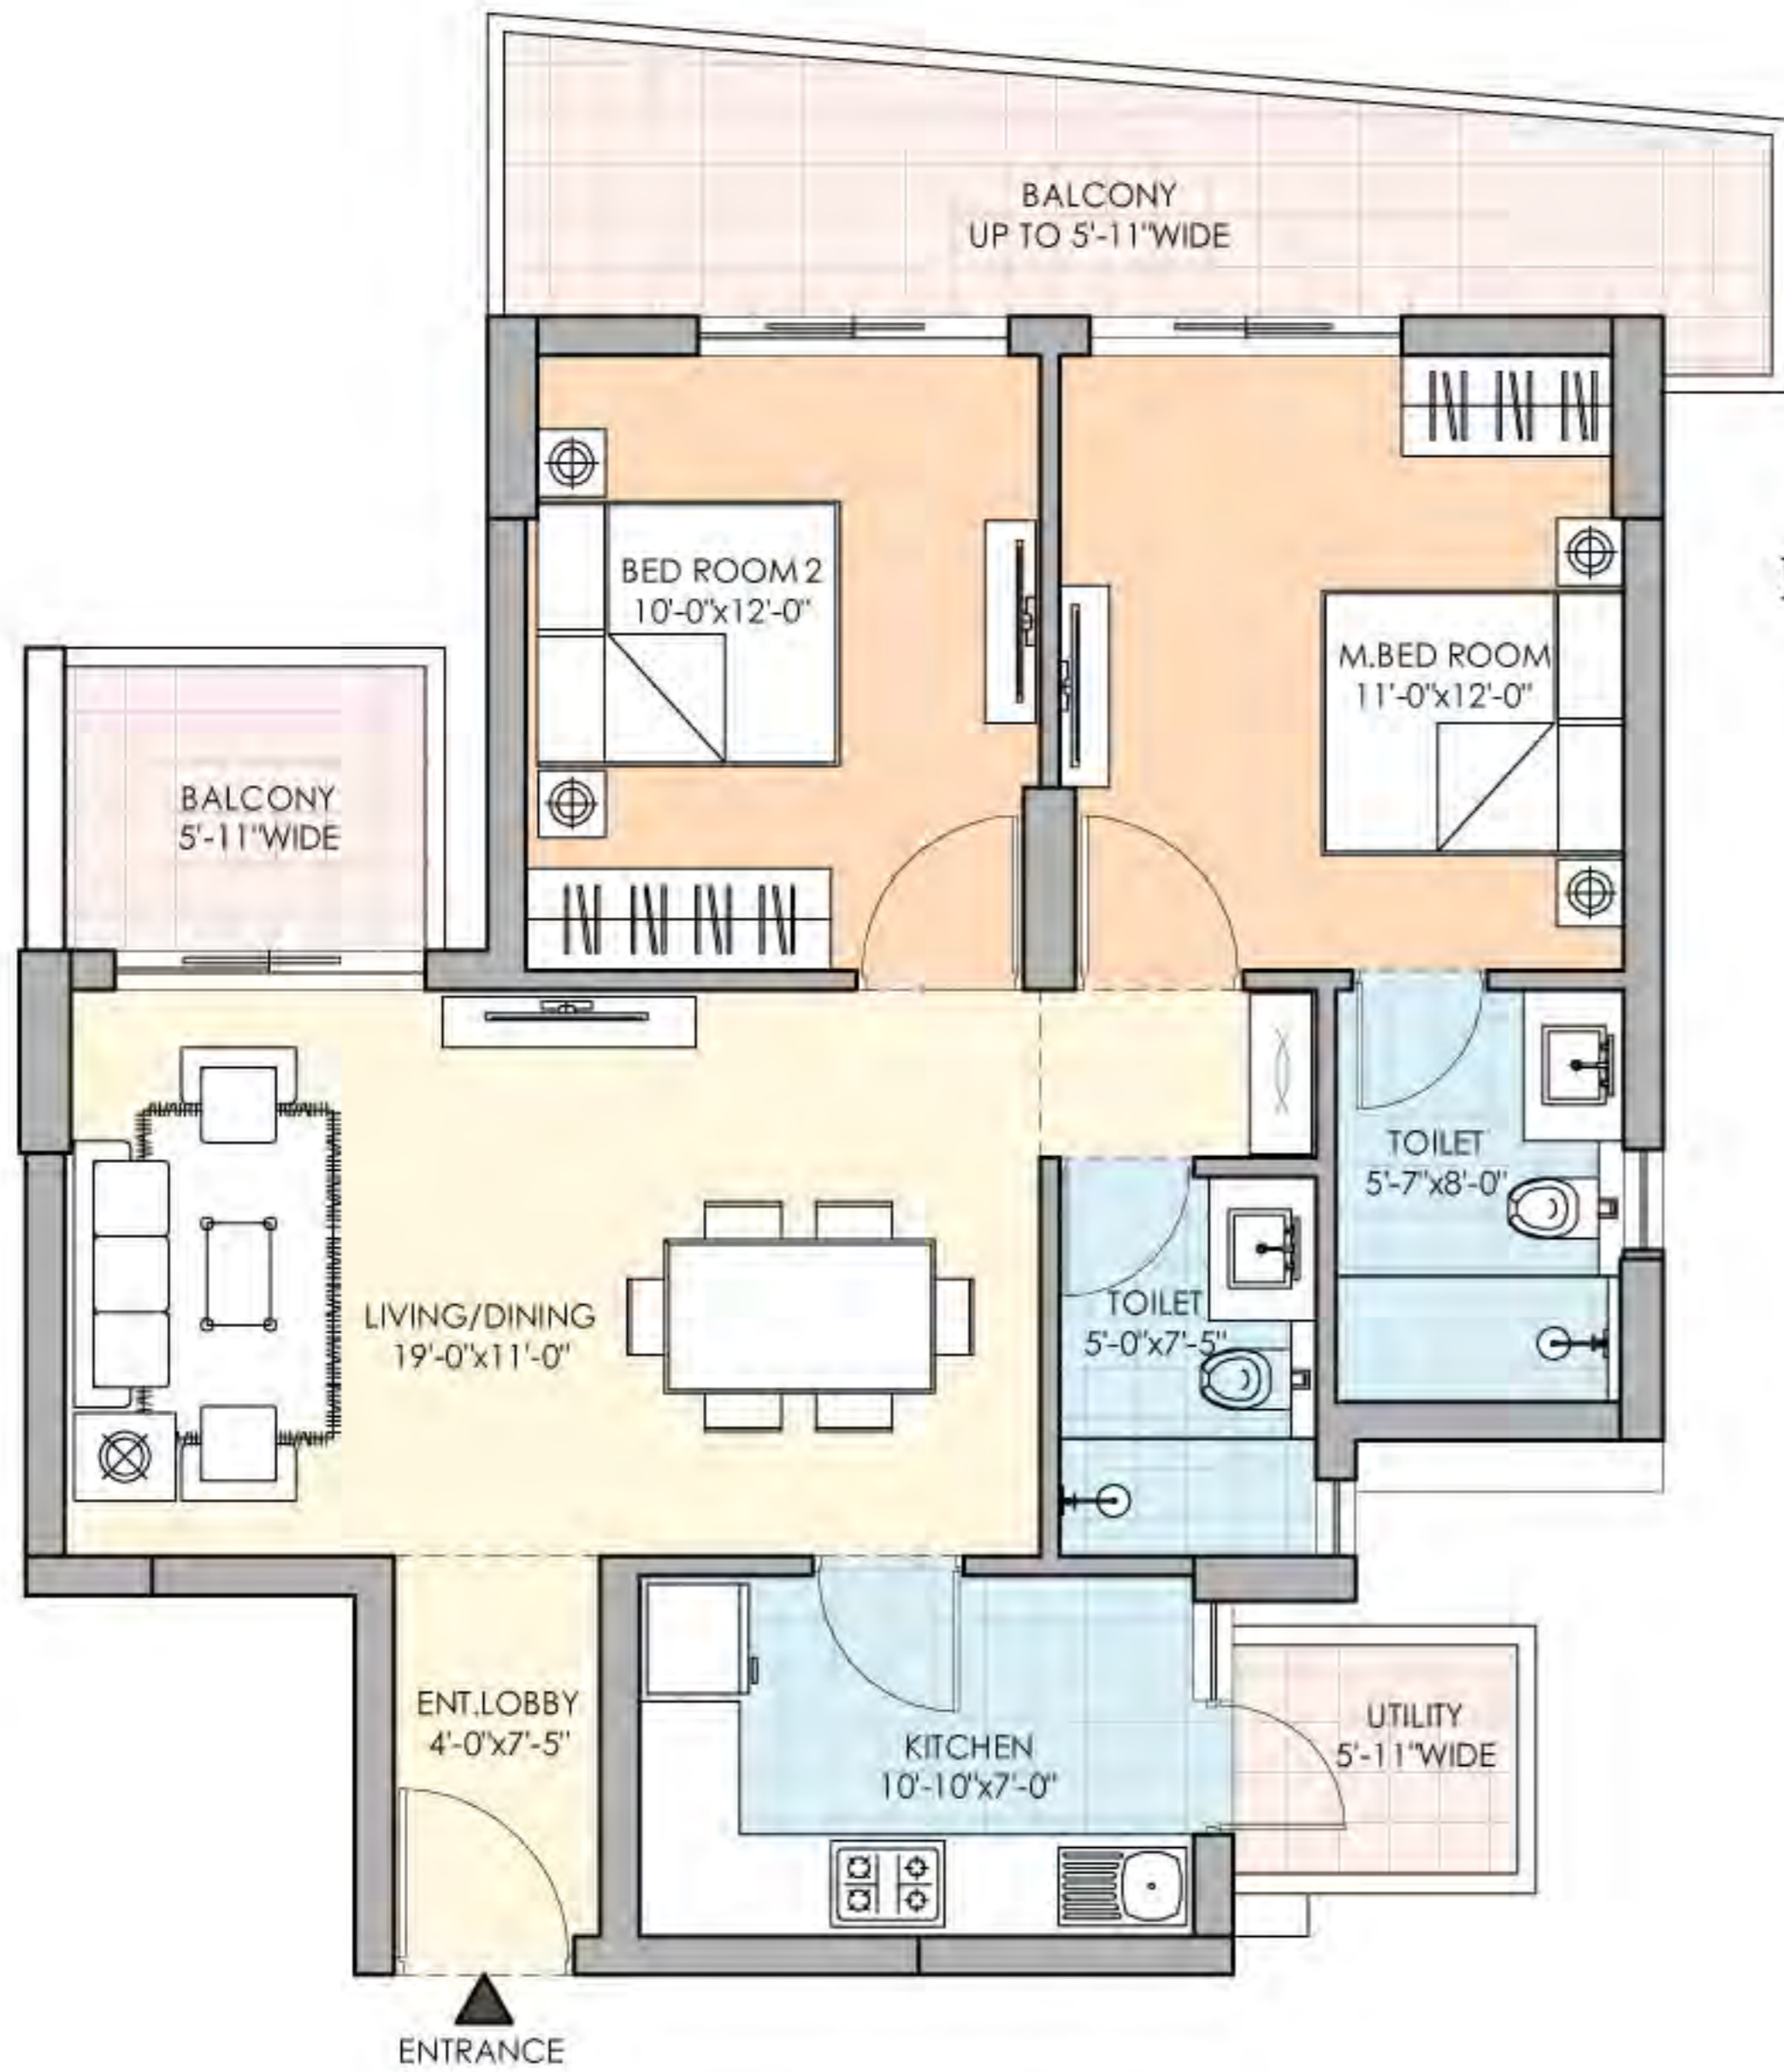 BALCONY
UP TO 5'-11"WIDE
BED ROOM 2
10'-0"x12'-0"
M.BED ROOM
11'-0"x12'-0"
BALCONY
5'-11"WIDE
TOILET
5'-7"x8'-0"
LIVING/DINING
19'-0"x11'-0"
TOILET
5'-0"x7'-5"
ENT.LOBBY
4'-0"x7'-5"
KITCHEN
10'-10"x7'-0"
UTILITY
5'-11"WIDE
ENTRANCE